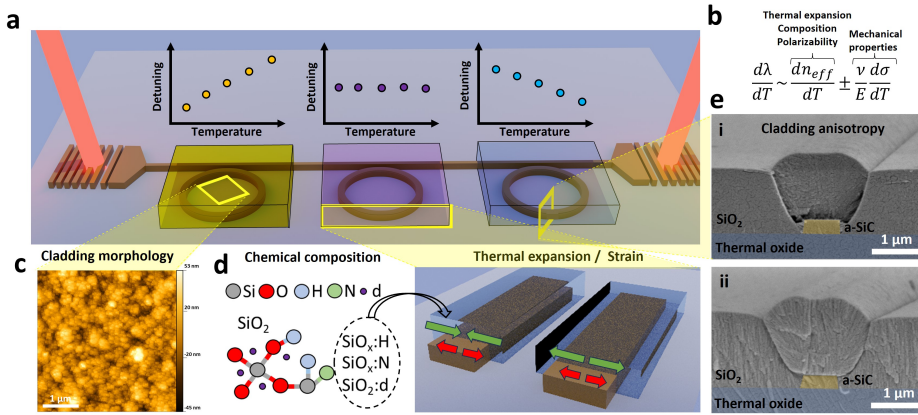 a
Detuning
Temperature
Detuning
Temperature
Detuning
Temperature
b
Thermal expansion
Composition
Polarizability
Mechanical
properties
dλ/dT ~ dn_eff/dT ± ν/E dσ/dT
c
Cladding morphology
53 nm
20 nm
-20 nm
-45 nm
1 μm
d
Chemical composition
Si O H N d
SiO₂
SiOₓ:H
SiOₓ:N
SiO₂:d
Thermal expansion / Strain
e
i
Cladding anisotropy
SiO₂
a-SiC
Thermal oxide
1 μm
ii
SiO₂
a-SiC
Thermal oxide
1 μm